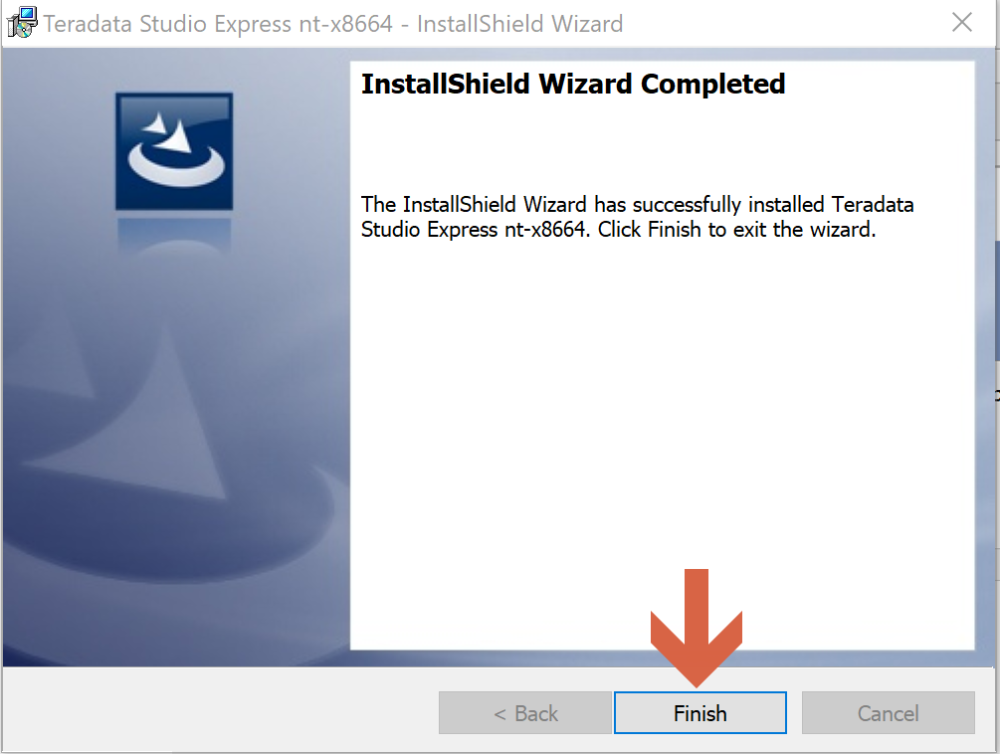 Teradata Studio Express nt-x8664 - InstallShield Wizard
InstallShield Wizard Completed
The InstallShield Wizard has successfully installed Teradata
Studio Express nt-x8664. Click Finish to exit the wizard.
< Back
Finish
Cancel